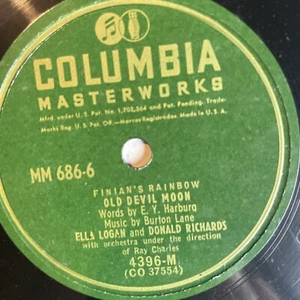 COLUMBIA
MASTERWORKS
Mfrd. under U.S. Pat. No. 1,702,564 and Pat. Pending. Trade-
Marks Reg. U.S. Pat. Off.—Marcas Registradas. Made in U.S.A.
MM 686-6
FINIAN'S RAINBOW
OLD DEVIL MOON
Words by E. Y. Harburg
Music by Burton Lane
ELLA LOGAN and DONALD RICHARDS
with orchestra under the direction
of Ray Charles
4396-M
(CO 37554)